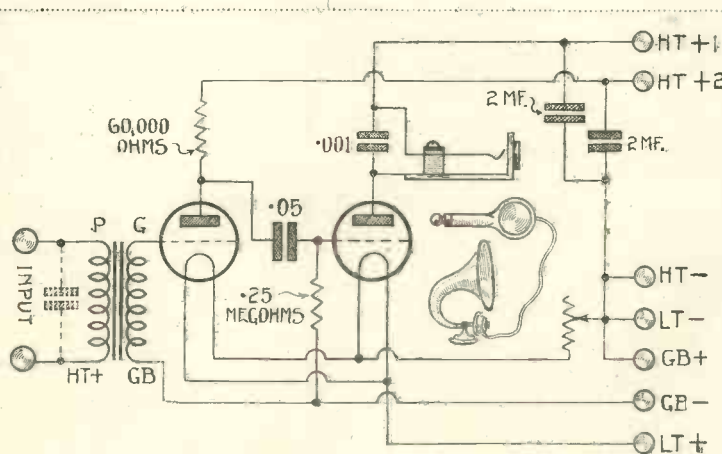 HT+1
HT+2
2 MF.
60,000
OHMS
.001
2 MF.
P G
.05
INPUT
.25
MEGOHMS
HT-
LT-
GB+
HT+ GB
GB-
LT+